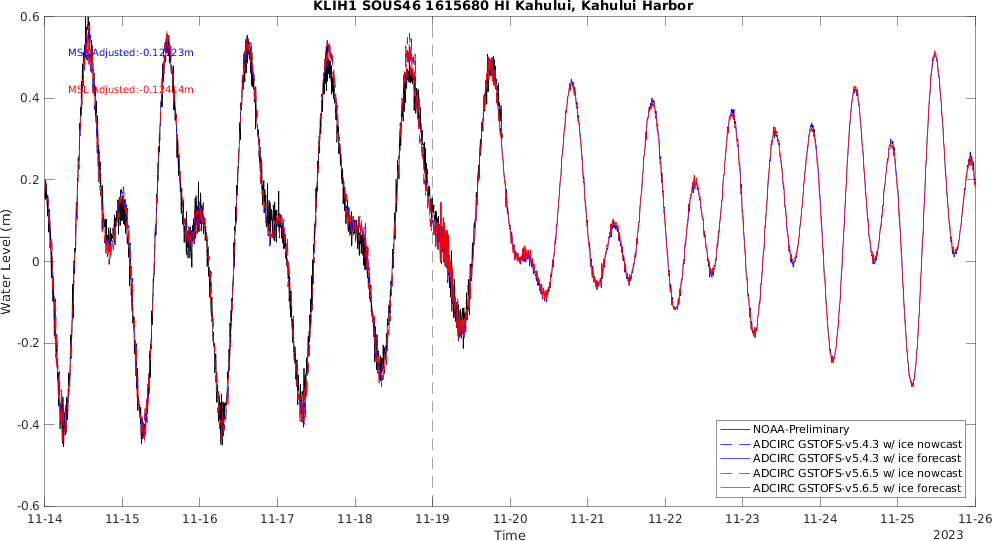 KLIH1 SOUS46 1615680 HI Kahului, Kahului Harbor
0.6
0.4
0.2
0
-0.2
-0.4
-0.6
Water Level (m)
MSL Adjusted:-0.12323m
MSL Adjusted:-0.12414m
NOAA-Preliminary
ADCIRC GSTOFS-v5.4.3 w/ ice nowcast
ADCIRC GSTOFS-v5.4.3 w/ ice forecast
ADCIRC GSTOFS-v5.6.5 w/ ice nowcast
ADCIRC GSTOFS-v5.6.5 w/ ice forecast
11-14 11-15 11-16 11-17 11-18 11-19 11-20 11-21 11-22 11-23 11-24 11-25 11-26
Time
2023